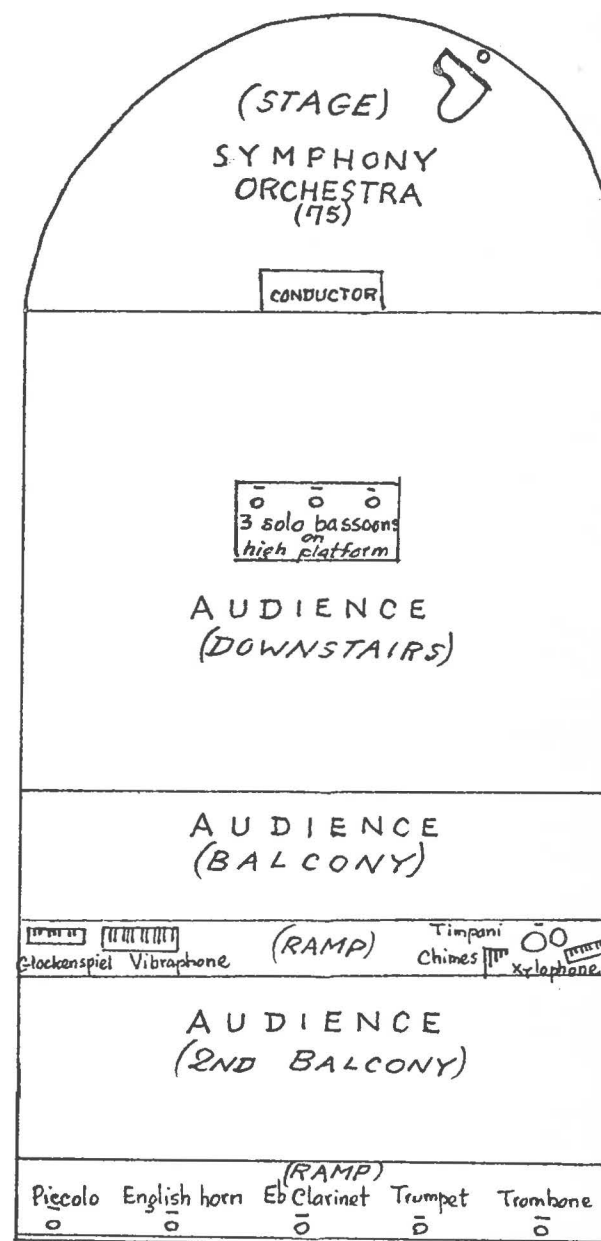 (STAGE)
SYMPHONY
ORCHESTRA
(75)
CONDUCTOR
3 solo bassoons
on
high platform
AUDIENCE
(DOWNSTAIRS)
AUDIENCE
(BALCONY)
Glockenspiel Vibraphone (RAMP) Timpani
Chimes Xylophone
AUDIENCE
(2ND BALCONY)
(RAMP)
Piccolo English horn Eb Clarinet Trumpet Trombone